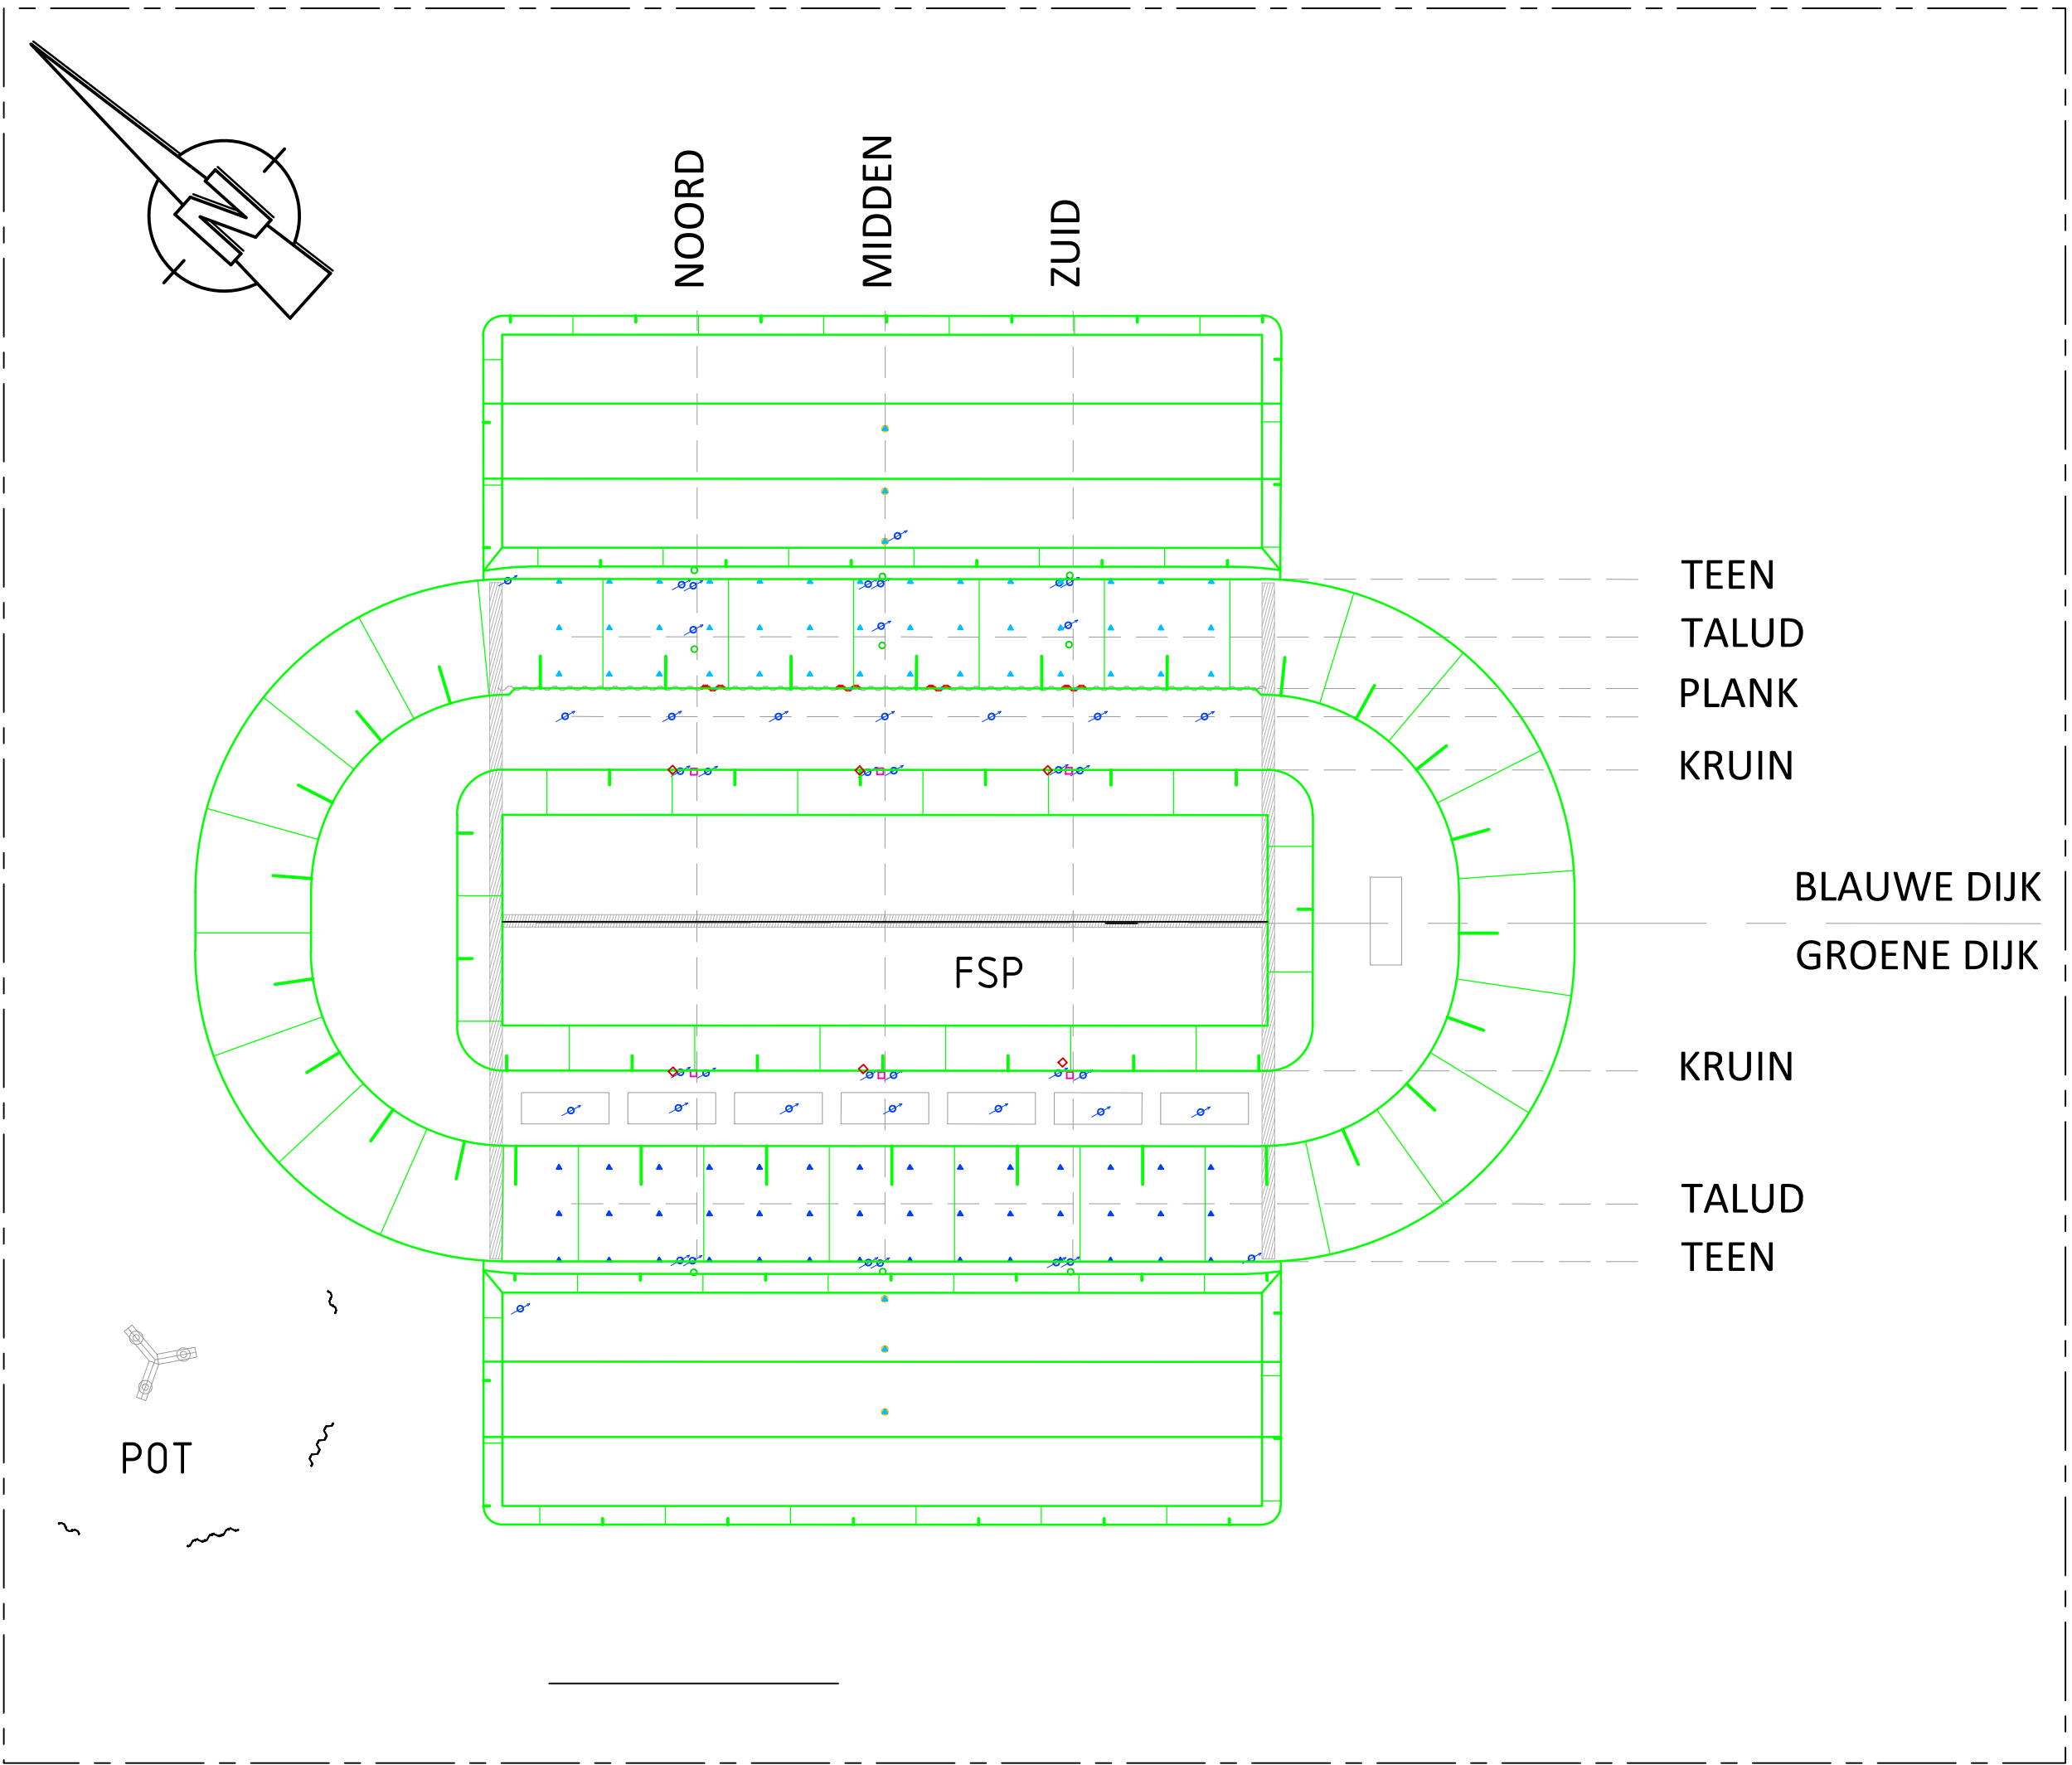 N
NOORD
MIDDEN
ZUID
TEEN
TALUD
PLANK
KRUIN
BLAUWE DIJK
GROENE DIJK
FSP
KRUIN
TALUD
TEEN
POT